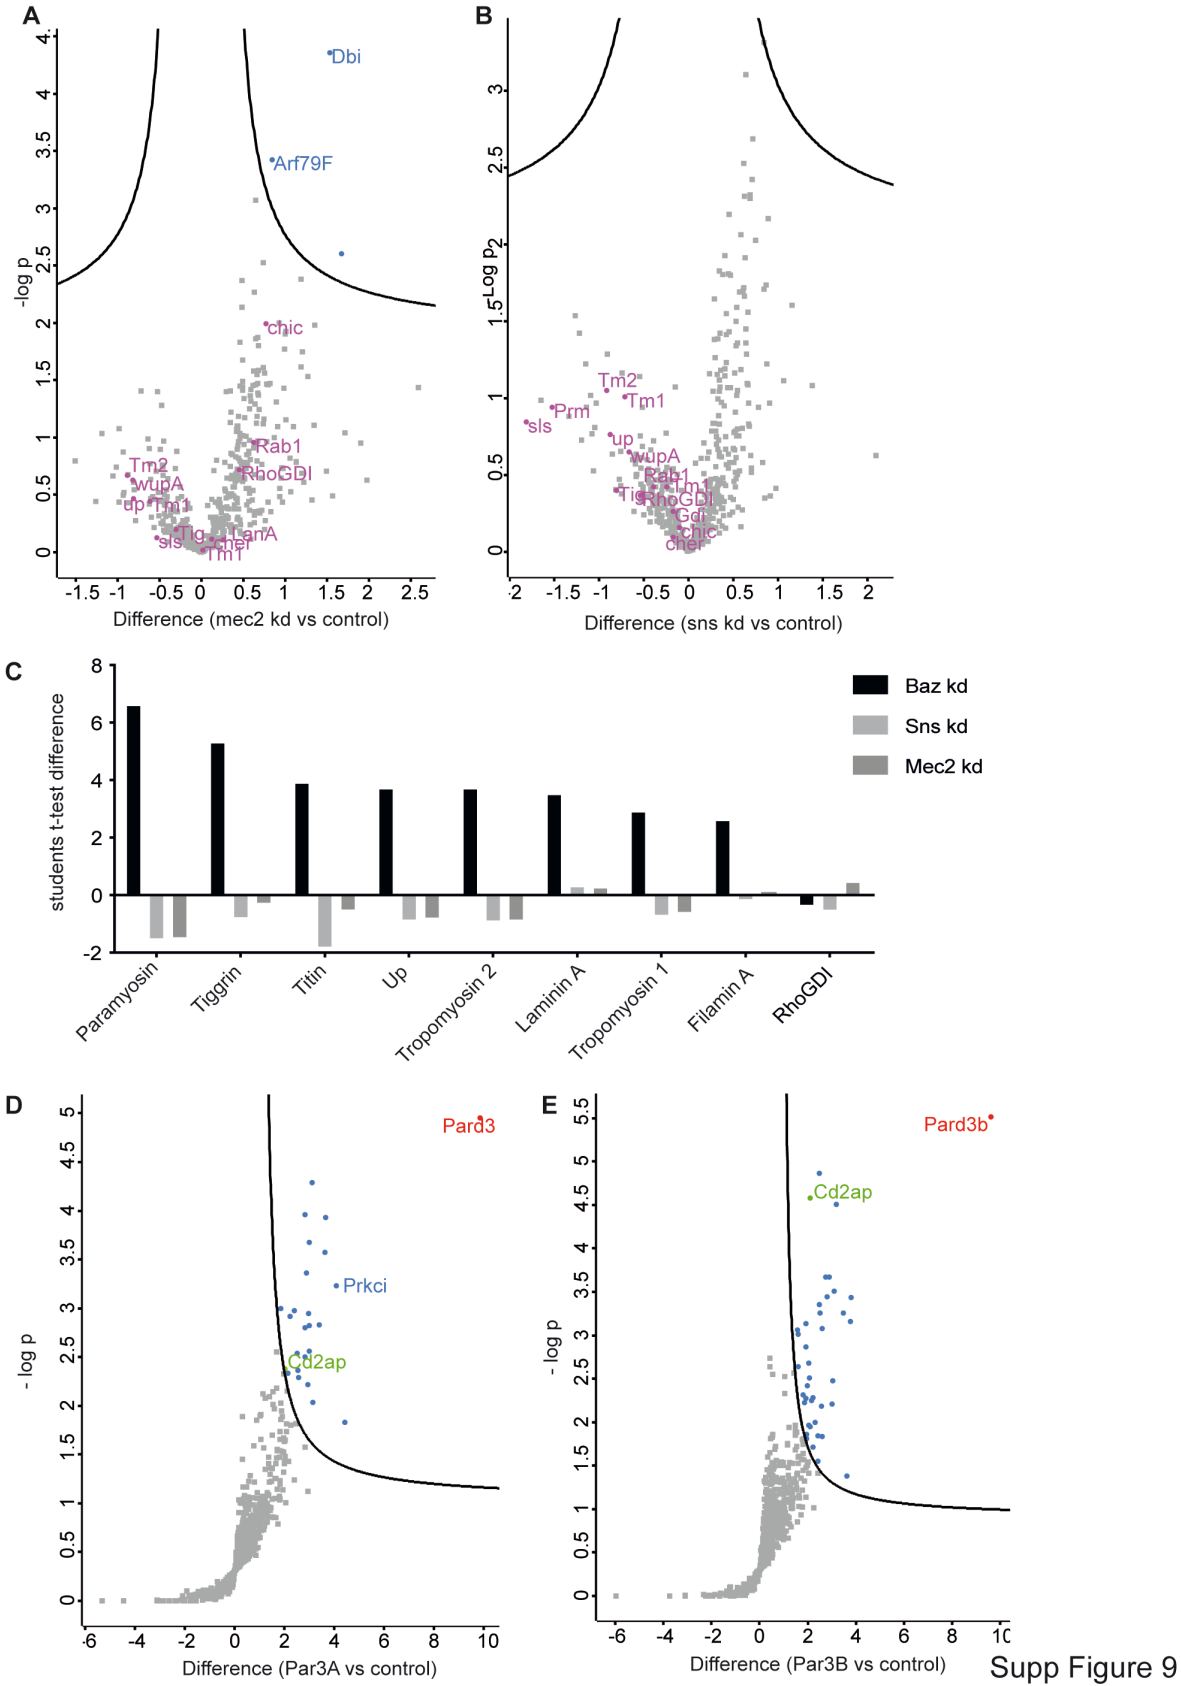 A
4.
4
3.5
3
2.5
2
1.5
1
0.5
0
-log p
Dbi
Arf79F
chic
Rab1
RhoGDI
Tm2
wupA
up
Tm1
Tig
LanA
sls
cher
Tm1
-1.5 -1 -0.5 0 0.5 1 1.5 2 2.5
Difference (mec2 kd vs control)
B
3
2.5
2
1.5
1
0.5
0
-Log p
Tm2
Tm1
Prm
sls
up
wupA
Rab1
Tm1
Tig
RhoGDI
Gdi
chic
cher
-2 -1.5 -1 -0.5 0 0.5 1 1.5 2
Difference (sns kd vs control)
C
8
6
4
2
0
-2
students t-test difference
Baz kd
Sns kd
Mec2 kd
Paramyosin
Tiggrin
Titin
Up
Tropomyosin 2
Laminin A
Tropomyosin 1
Filamin A
RhoGDI
D
5
4.5
4
3.5
3
2.5
2
1.5
1
0.5
0
- log p
Pard3
Prkci
Cd2ap
-6 -4 -2 0 2 4 6 8 10
Difference (Par3A vs control)
E
5.5
5
4.5
4
3.5
3
2.5
2
1.5
1
0.5
0
- log p
Pard3b
Cd2ap
-6 -4 -2 0 2 4 6 8 10
Difference (Par3B vs control)
Supp Figure 9